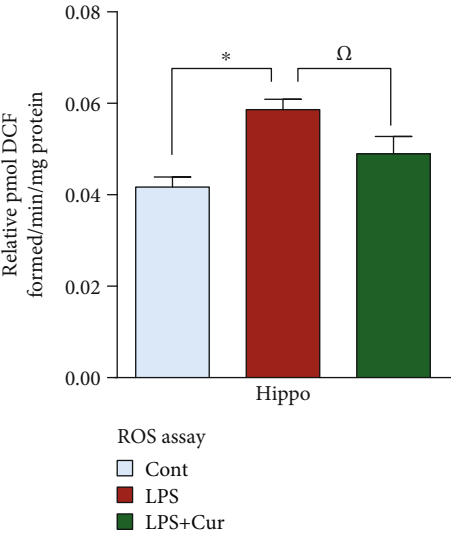 0.08
0.06
0.04
0.02
0.00
Relative pmol DCF
formed/min/mg protein
*
Ω
Hippo
ROS assay
Cont
LPS
LPS+Cur